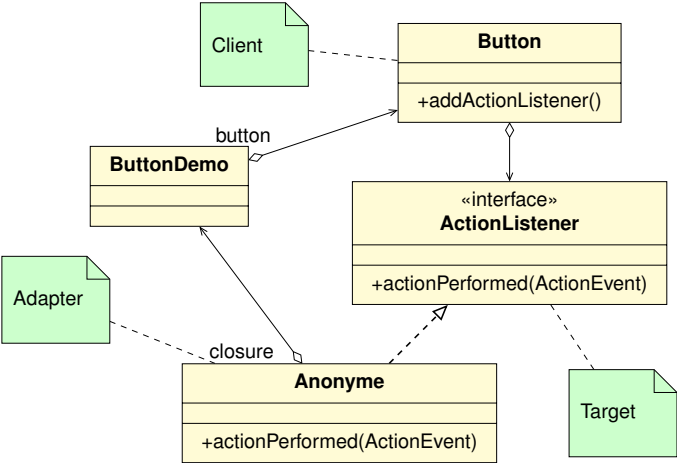 Client
Button
+addActionListener()
button
ButtonDemo
«interface»
ActionListener
+actionPerformed(ActionEvent)
Adapter
closure
Anonyme
+actionPerformed(ActionEvent)
Target